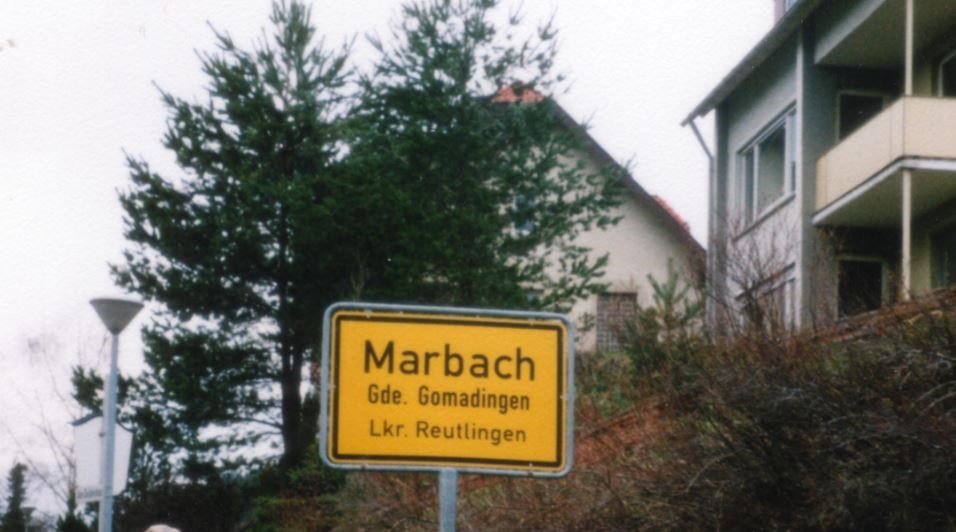 Marbach
Gde. Gomadingen
Lkr. Reutlingen